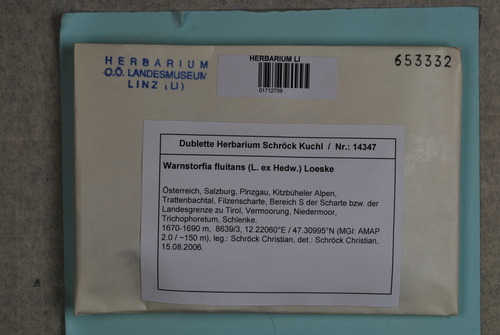 HERBARIUM
O.Ö. LANDESMUSEUM
LINZ (LI)
HERBARIUM LI
01712759
653332
Dublette Herbarium Schröck Kuchl / Nr.: 14347
Warnstorfia fluitans (L. ex Hedw.) Loeske
Österreich, Salzburg, Pinzgau, Kitzbüheler Alpen,
Trattenbachtal, Filzenscharte, Bereich S der Scharte bzw. der
Landesgrenze zu Tirol, Vermoorung, Niedermoor,
Trichophoretum, Schlenke.
1670-1690 m, 8639/3, 12.22060°E / 47.30995°N (MGI: AMAP
2.0 / ~150 m), leg.: Schröck Christian, det.: Schröck Christian,
15.08.2006.